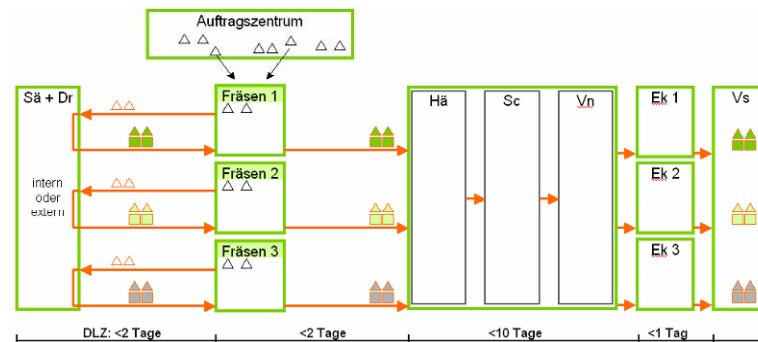 Auftragszentrum
Sä + Dr
intern
oder
extern
Fräsen 1
Fräsen 2
Fräsen 3
Hä
Sc
Vn
Ek 1
Ek 2
Ek 3
Vs
DLZ: <2 Tage
<2 Tage
<10 Tage
<1 Tag